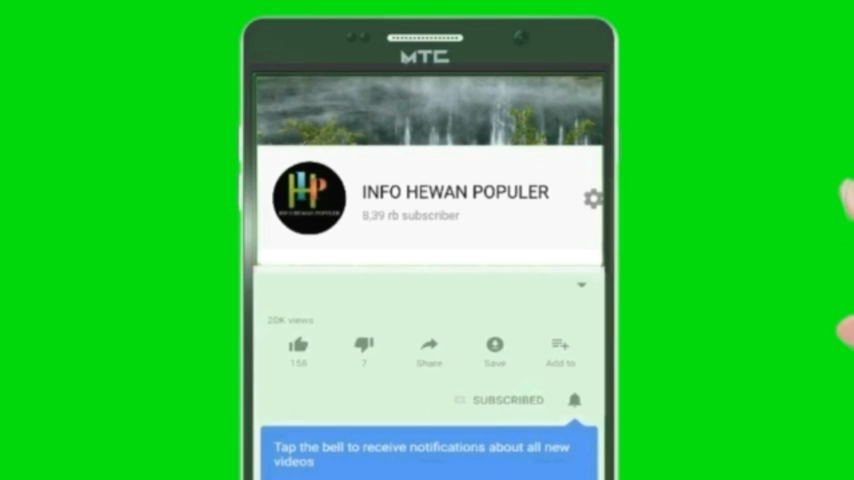 MTC
INFO HEWAN POPULER
8,39 rb subscriber
20K views
158
7
Share
Save
Add to
SUBSCRIBED
Tap the bell to receive notifications about all new
videos